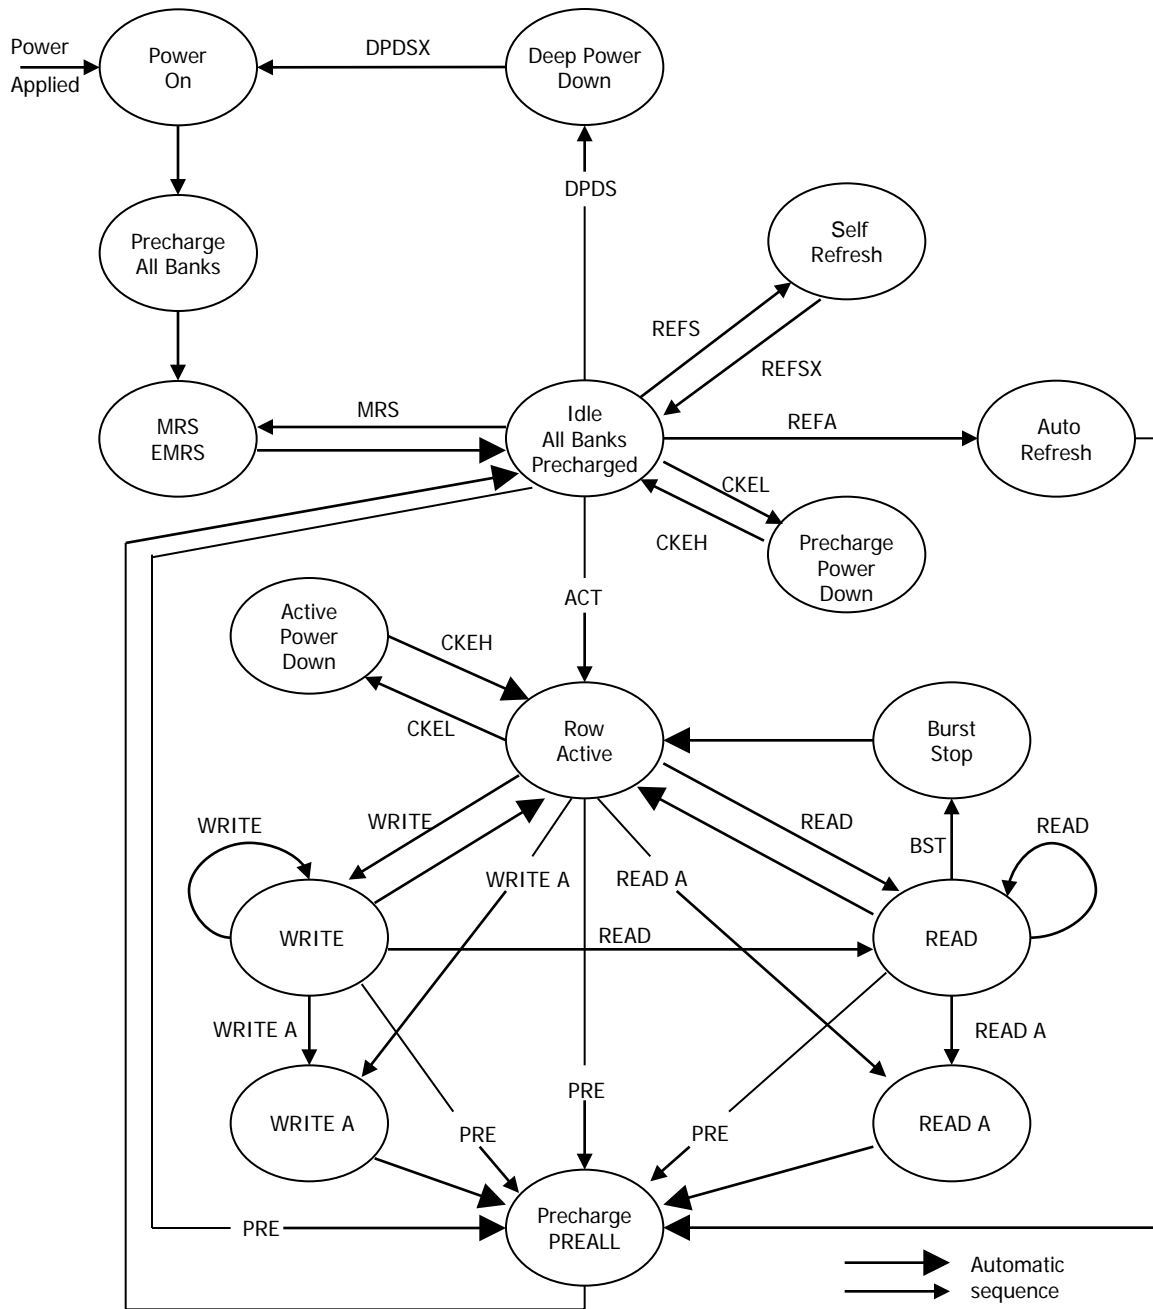 Power
Applied
Power
On
DPDSX
Deep Power
Down
DPDS
Precharge
All Banks
Self
Refresh
REFS
REFSX
MRS
EMRS
MRS
Idle
All Banks
Precharged
REFA
Auto
Refresh
CKEL
CKEH
Precharge
Power
Down
ACT
Active
Power
Down
CKEH
CKEL
Row
Active
Burst
Stop
WRITE
WRITE
READ
BST
READ
WRITE A
READ A
WRITE
READ
READ
WRITE A
READ A
PRE
WRITE A
PRE
PRE
READ A
PRE
Precharge
PREALL
Automatic
sequence